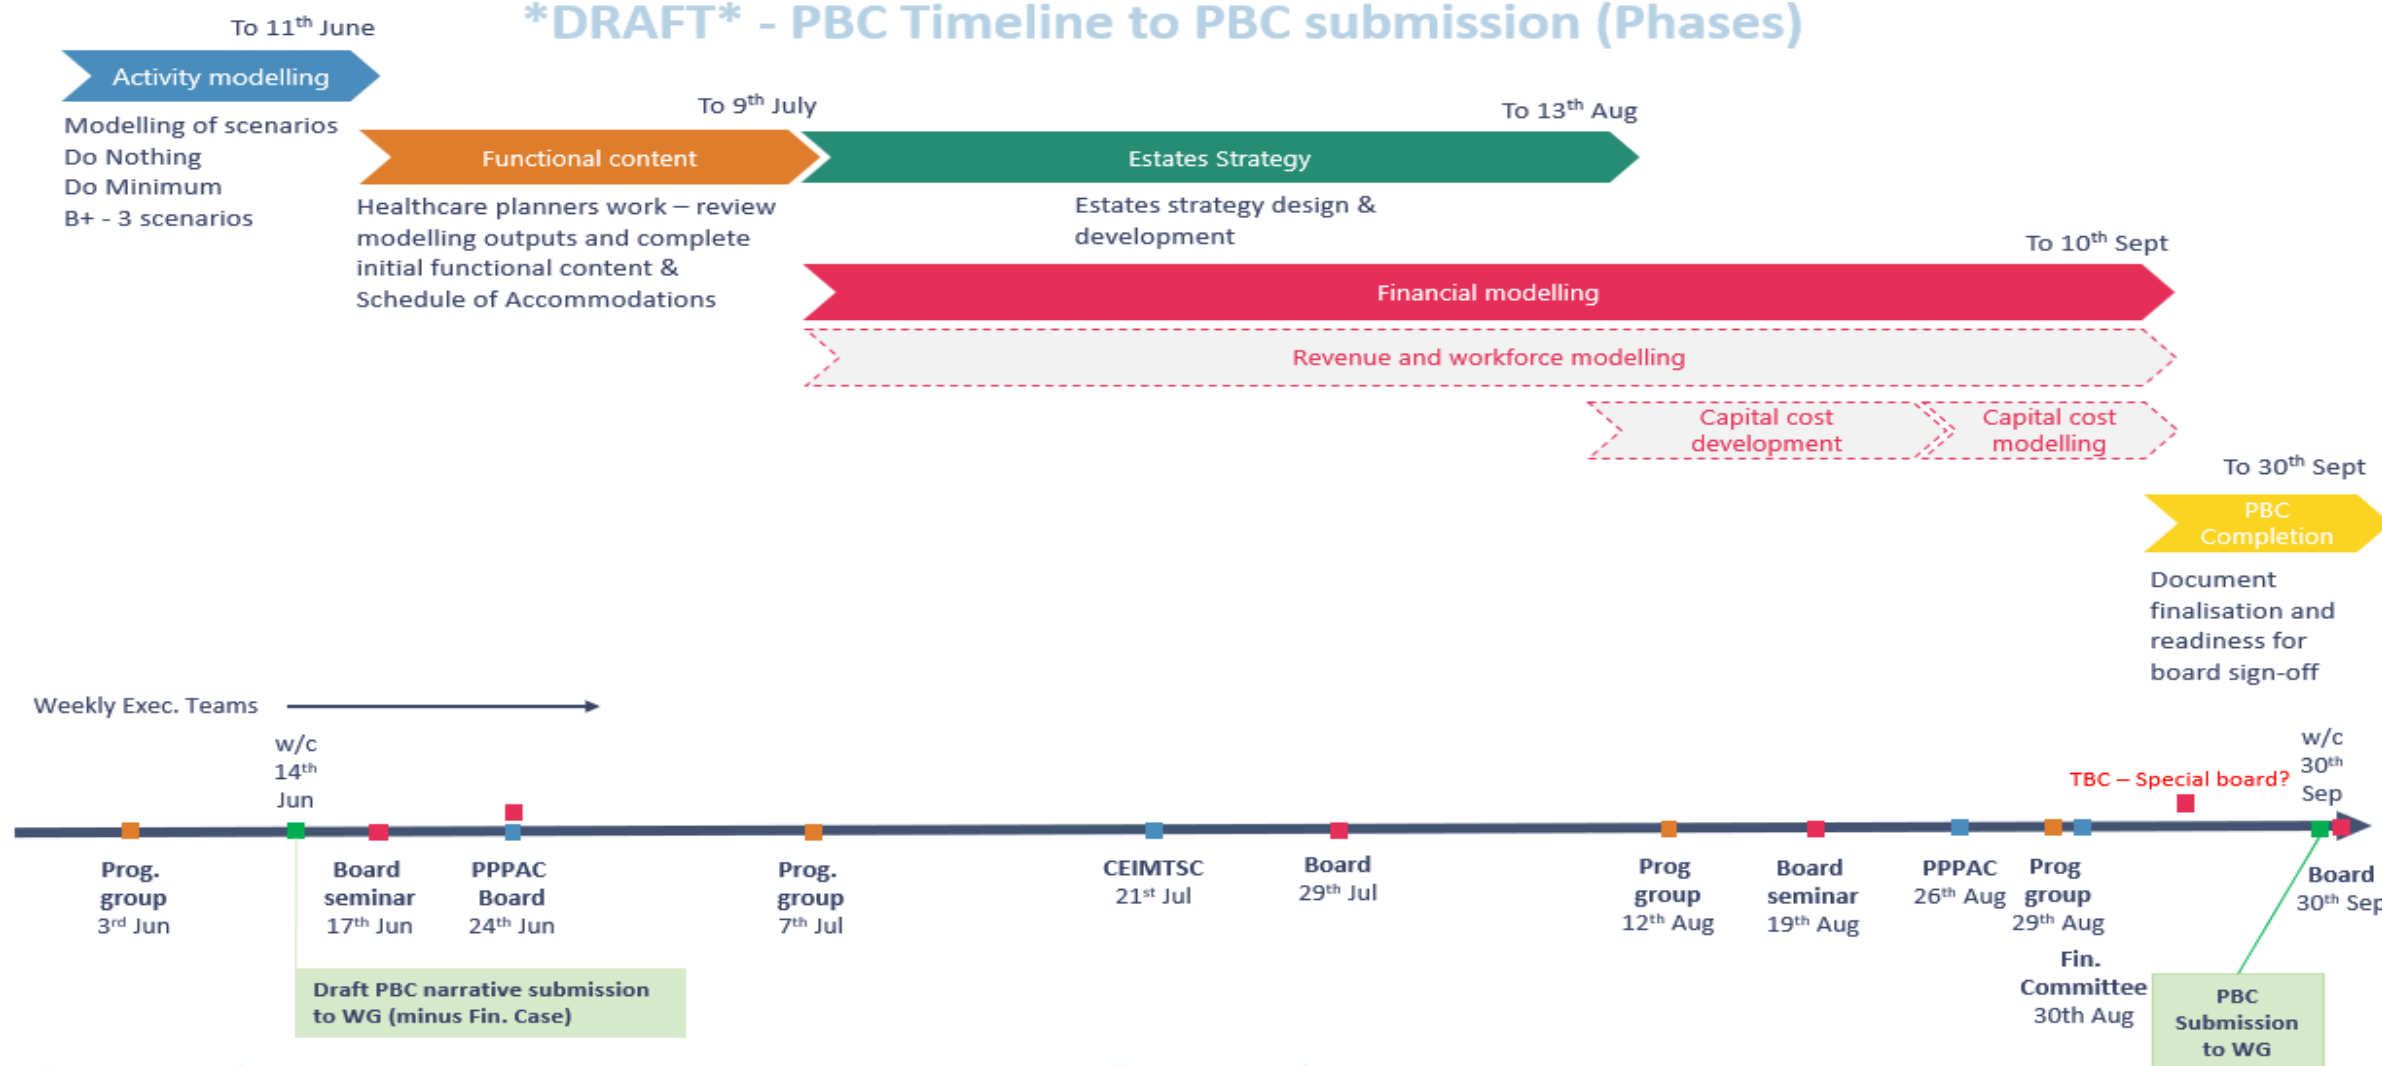 *DRAFT* - PBC Timeline to PBC submission (Phases)
To 11th June
Activity modelling
Modelling of scenarios
Do Nothing
Do Minimum
B+ - 3 scenarios
To 9th July
Functional content
Healthcare planners work – review
modelling outputs and complete
initial functional content &
Schedule of Accommodations
To 13th Aug
Estates Strategy
Estates strategy design &
development
To 10th Sept
Financial modelling
Revenue and workforce modelling
Capital cost
development
Capital cost
modelling
To 30th Sept
PBC
Completion
Document
finalisation and
readiness for
board sign-off
Weekly Exec. Teams
w/c
14th
Jun
TBC – Special board?
w/c
30th
Sep
Prog.
group
3rd Jun
Board
seminar
17th Jun
PPPAC
Board
24th Jun
Prog.
group
7th Jul
CEIMTSC
21st Jul
Board
29th Jul
Prog
group
12th Aug
Board
seminar
19th Aug
PPPAC
26th Aug
Prog
group
29th Aug
Fin.
Committee
30th Aug
Board
30th Sep
Draft PBC narrative submission
to WG (minus Fin. Case)
PBC
Submission
to WG